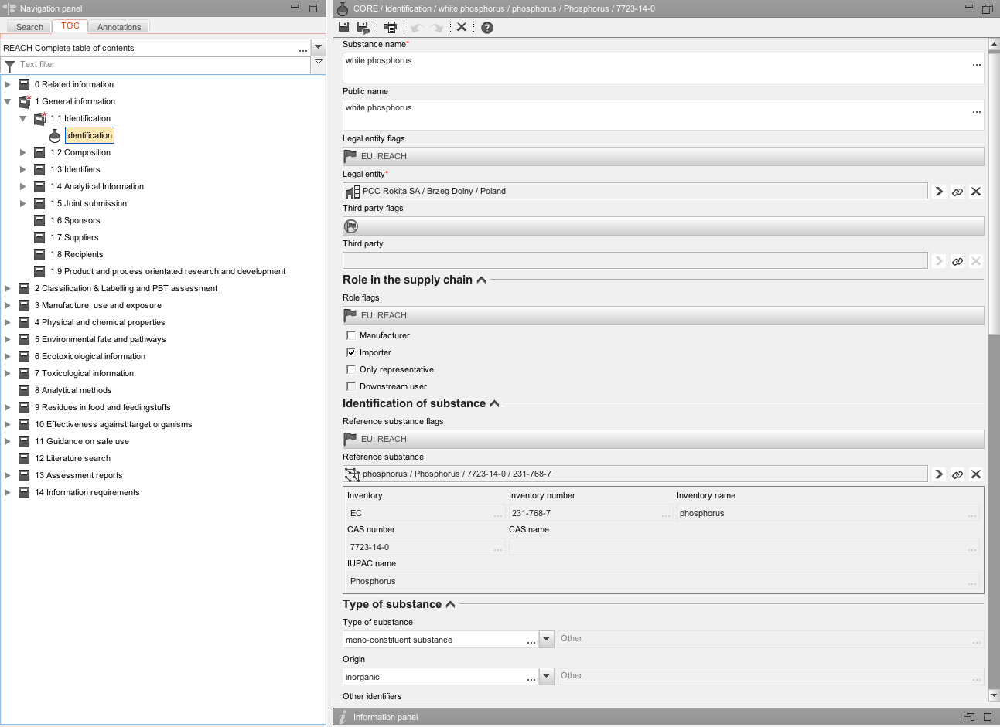 Navigation panel
Search TOC Annotations
REACH Complete table of contents ...
Text filter
0 Related information
1 General information
1.1 Identification
Identification
1.2 Composition
1.3 Identifiers
1.4 Analytical Information
1.5 Joint submission
1.6 Sponsors
1.7 Suppliers
1.8 Recipients
1.9 Product and process orientated research and development
2 Classification & Labelling and PBT assessment
3 Manufacture, use and exposure
4 Physical and chemical properties
5 Environmental fate and pathways
6 Ecotoxicological information
7 Toxicological information
8 Analytical methods
9 Residues in food and feedingstuffs
10 Effectiveness against target organisms
11 Guidance on safe use
12 Literature search
13 Assessment reports
14 Information requirements
CORE / Identification / white phosphorus / phosphorus / Phosphorus / 7723-14-0
Substance name*
white phosphorus ...
Public name
white phosphorus ...
Legal entity flags
EU: REACH
Legal entity*
PCC Rokita SA / Brzeg Dolny / Poland
Third party flags
Third party
Role in the supply chain
Role flags
EU: REACH
Manufacturer
Importer
Only representative
Downstream user
Identification of substance
Reference substance flags
EU: REACH
Reference substance
phosphorus / Phosphorus / 7723-14-0 / 231-768-7
Inventory Inventory number Inventory name
EC ... 231-768-7 ... phosphorus ...
CAS number CAS name
7723-14-0 ... ...
IUPAC name
Phosphorus ...
Type of substance
Type of substance
mono-constituent substance ... Other ...
Origin
inorganic ... Other ...
Other identifiers
Information panel